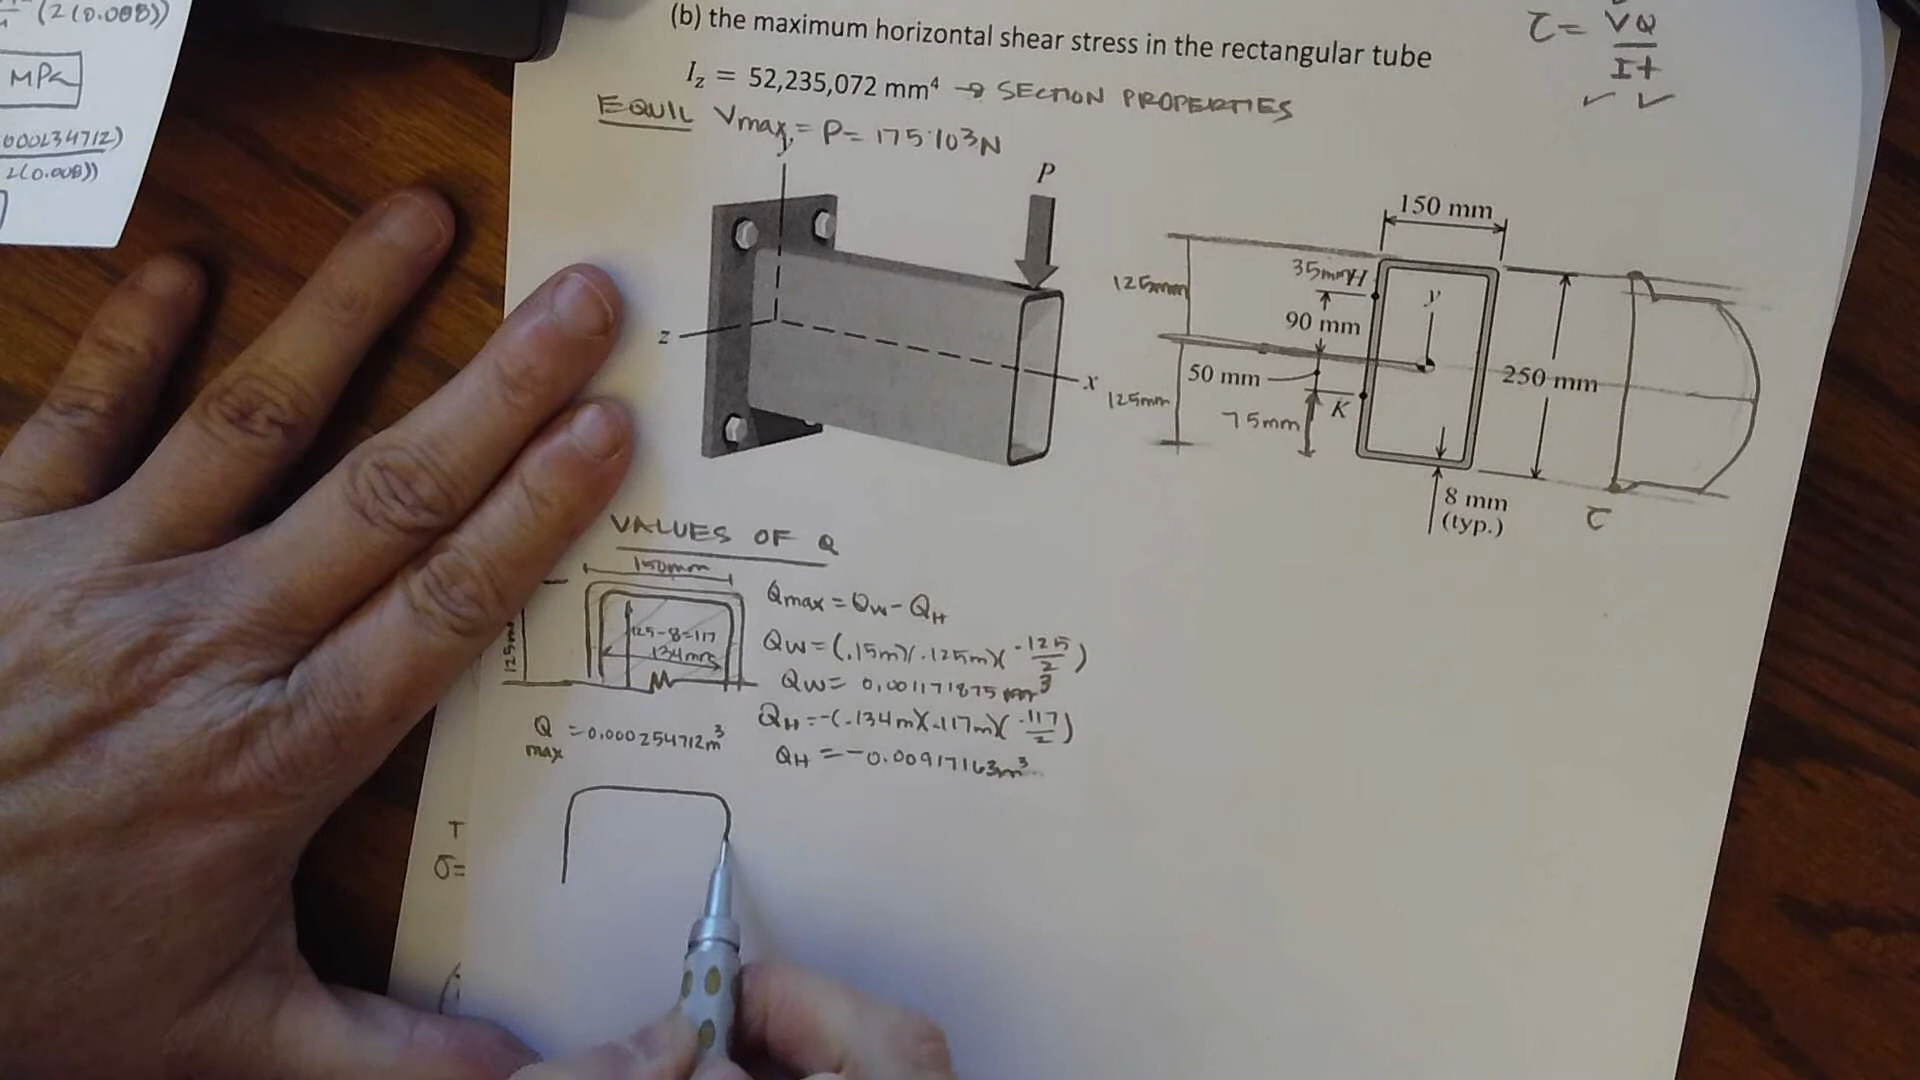 (2(0.008))
MPa
000234712)
2(0.008))
(b) the maximum horizontal shear stress in the rectangular tube
I_z = 52,235,072 mm⁴ → SECTION PROPERTIES
EQUIL Vmax = P = 175·10³N
τ = VQ
It
✓ ✓
y
P
z
x
150 mm
125mm
35mm H
90 mm
y
50 mm
250 mm
125mm
75mm
K
8 mm
(typ.)
τ
VALUES OF Q
150mm
125-8=117
134mm
Qmax = Qw - QH
Qw = (.15m)(.125m)(.125/2)
Qw = 0.001171875 m³
QH = -(.134m)(.117m)(.117/2)
QH = -0.00917163m³
Q max = 0.000254712m³
T
σ=